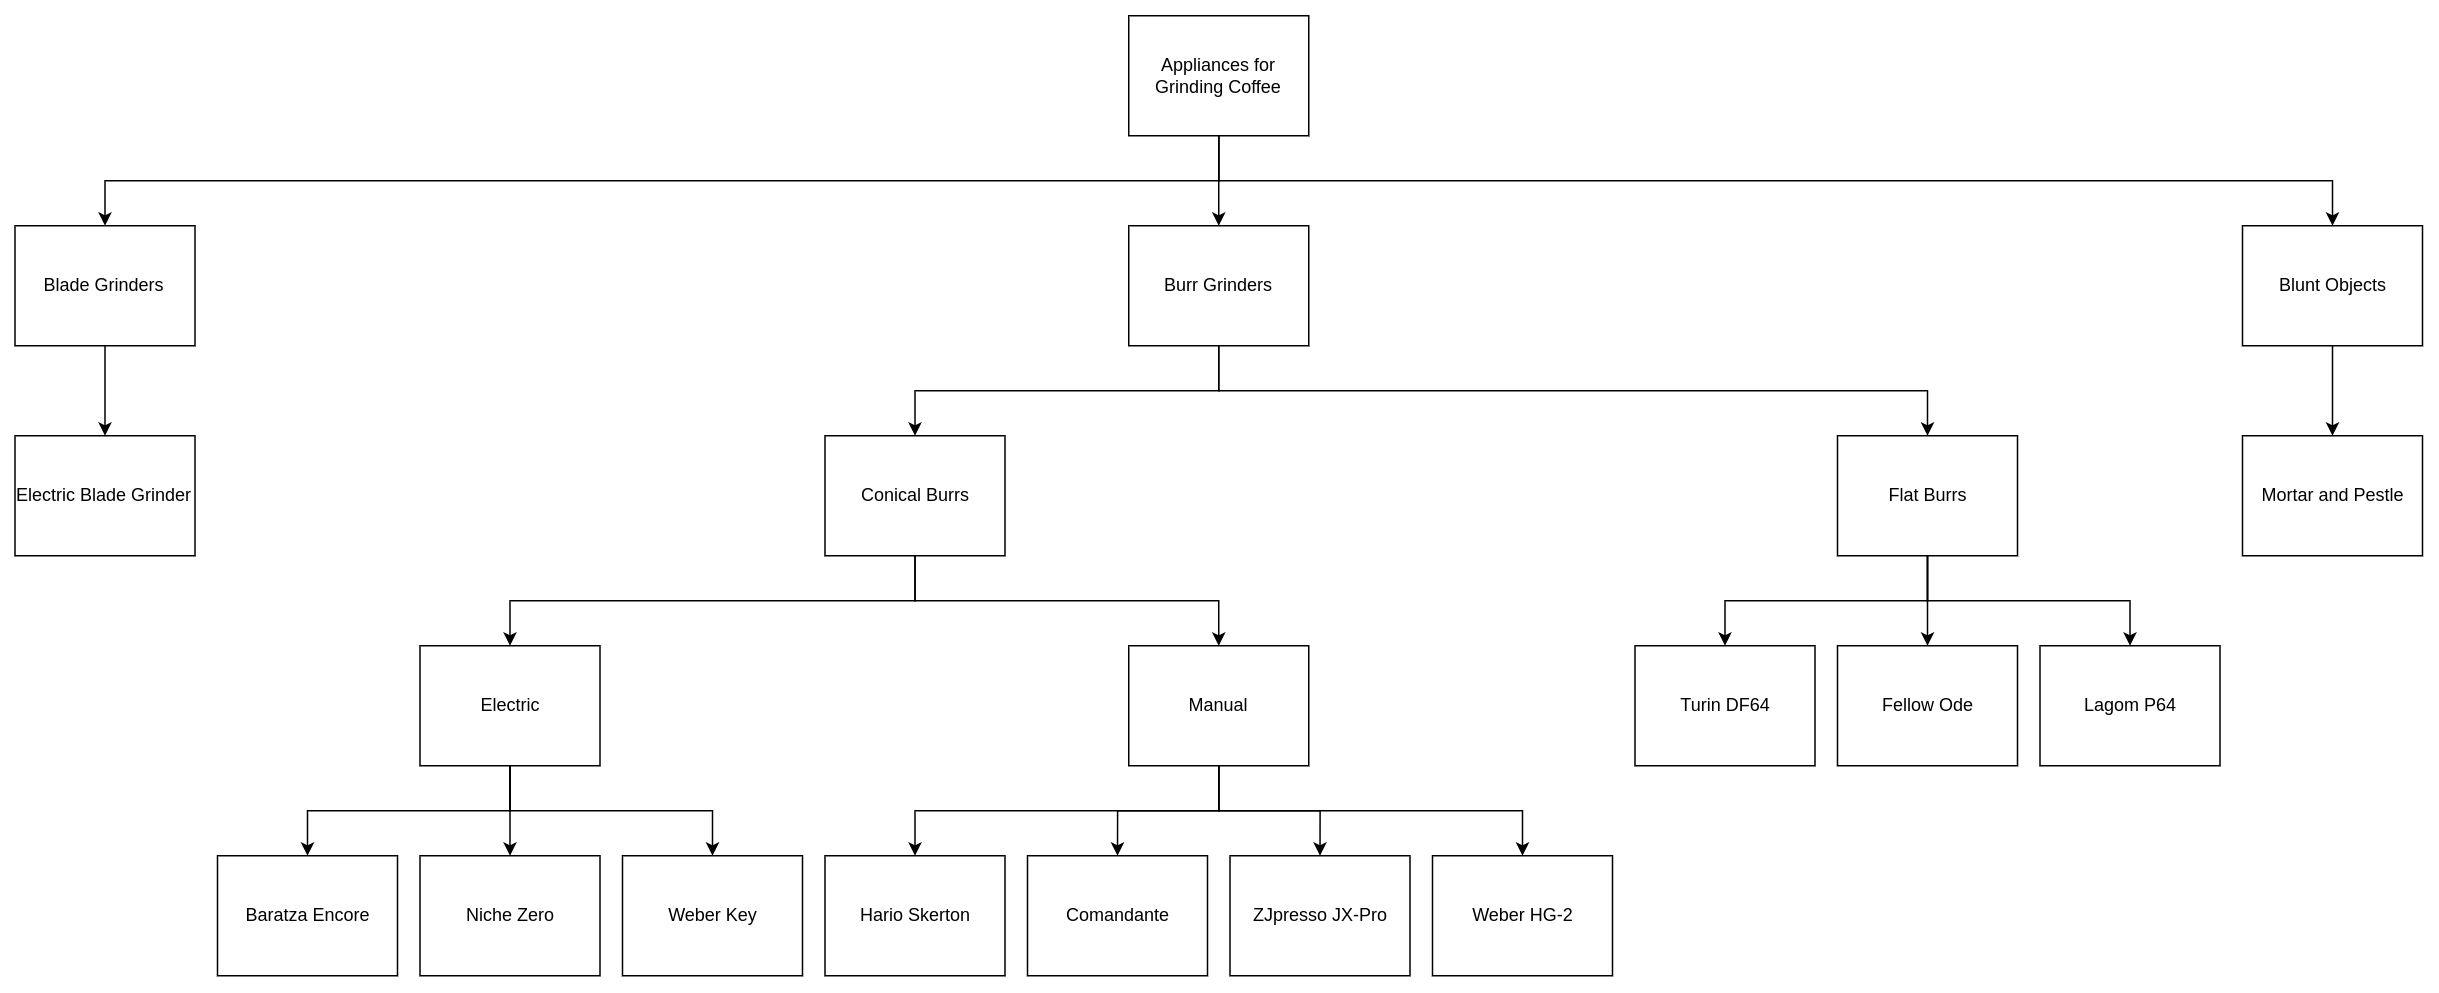 Appliances for
Grinding Coffee
Blade Grinders
Burr Grinders
Blunt Objects
Electric Blade Grinder
Conical Burrs
Flat Burrs
Mortar and Pestle
Electric
Manual
Turin DF64
Fellow Ode
Lagom P64
Baratza Encore
Niche Zero
Weber Key
Hario Skerton
Comandante
ZJpresso JX-Pro
Weber HG-2